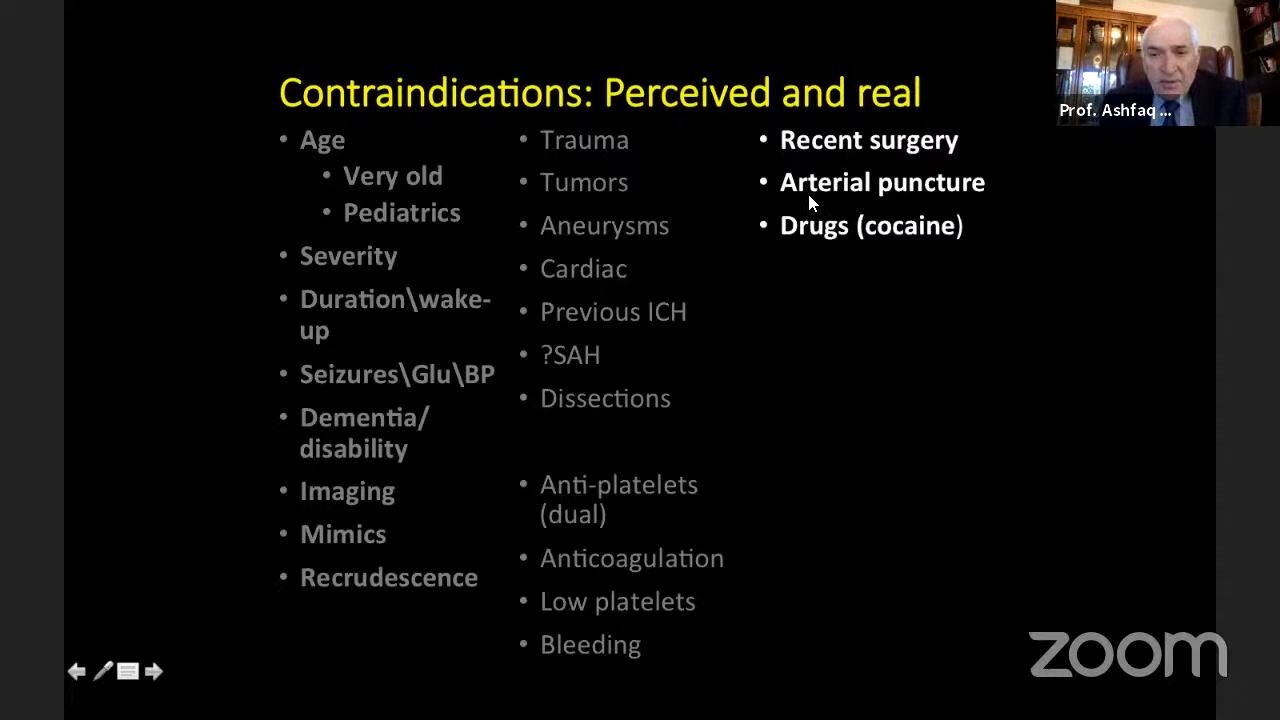 Contraindications: Perceived and real
• Age
• Very old
• Pediatrics
• Severity
• Duration\wake-
up
• Seizures\Glu\BP
• Dementia/
disability
• Imaging
• Mimics
• Recrudescence
• Trauma
• Tumors
• Aneurysms
• Cardiac
• Previous ICH
• ?SAH
• Dissections
• Anti-platelets
(dual)
• Anticoagulation
• Low platelets
• Bleeding
• Recent surgery
• Arterial puncture
• Drugs (cocaine)
Prof. Ashfaq ...
zoom